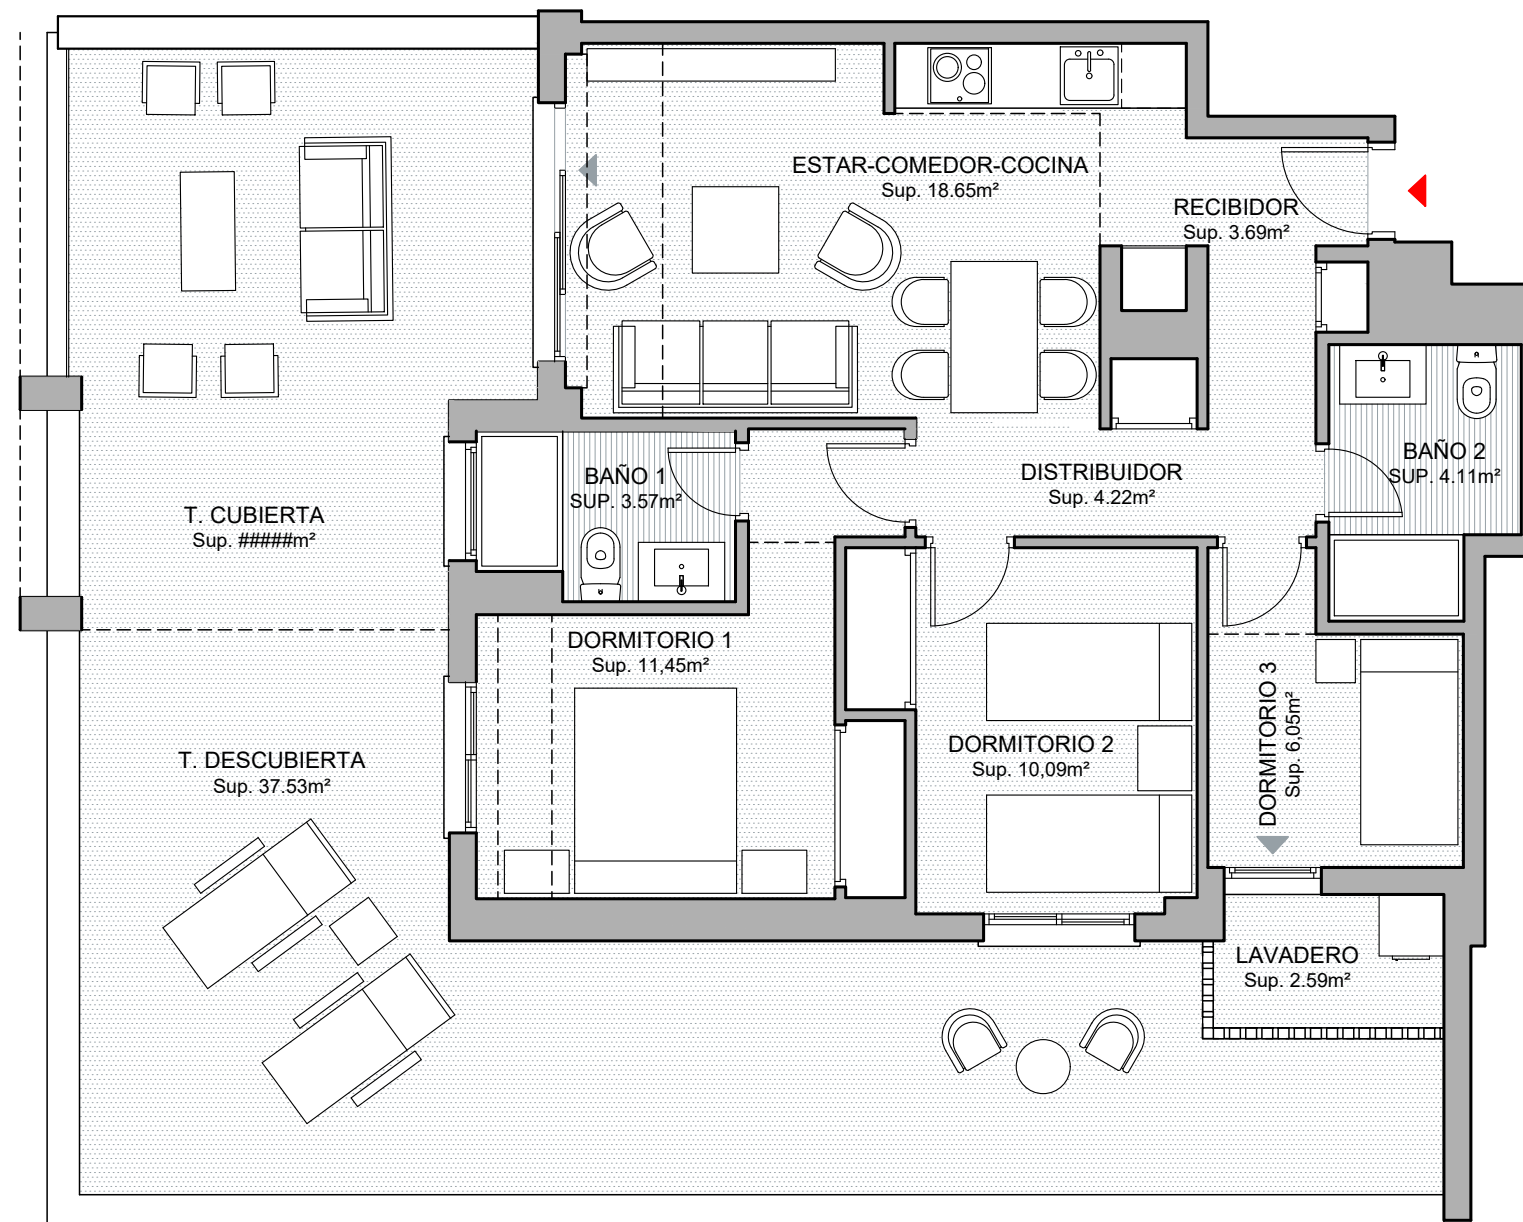 ESTAR-COMEDOR-COCINA
Sup. 18.65m²
RECIBIDOR
Sup. 3.69m²
BAÑO 1
SUP. 3.57m²
DISTRIBUIDOR
Sup. 4.22m²
BAÑO 2
SUP. 4.11m²
T. CUBIERTA
Sup. #####m²
DORMITORIO 1
Sup. 11,45m²
DORMITORIO 2
Sup. 10,09m²
DORMITORIO 3
Sup. 6,05m²
T. DESCUBIERTA
Sup. 37.53m²
LAVADERO
Sup. 2.59m²